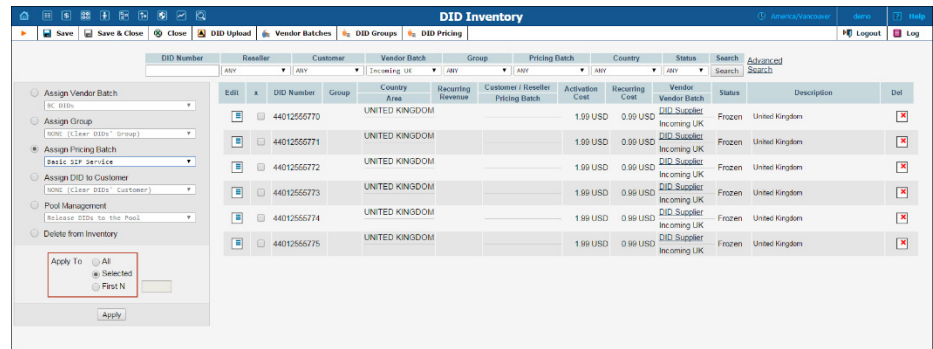 DID Inventory
America/Vancouver demo Help
Save Save & Close Close DID Upload Vendor Batches DID Groups DID Pricing Logout Log
DID Number Reseller Customer Vendor Batch Group Pricing Batch Country Status Search Advanced
ANY ANY Incoming UK ANY ANY ANY ANY Search Search
Assign Vendor Batch
BC DIDs
Assign Group
NONE (Clear DIDs' Group)
Assign Pricing Batch
Basic SIP Service
Assign DID to Customer
NONE (Clear DIDs' Customer)
Pool Management
Release DIDs to the Pool
Delete from Inventory
Apply To All
Selected
First N
Apply
Edit x DID Number Group Country Recurring Revenue Customer / Reseller Activation Cost Recurring Cost Vendor Status Description Del
Area Pricing Batch Vendor Batch
44012555770 UNITED KINGDOM 1.99 USD 0.99 USD DID Supplier Frozen United Kingdom
Incoming UK
44012555771 UNITED KINGDOM 1.99 USD 0.99 USD DID Supplier Frozen United Kingdom
Incoming UK
44012555772 UNITED KINGDOM 1.99 USD 0.99 USD DID Supplier Frozen United Kingdom
Incoming UK
44012555773 UNITED KINGDOM 1.99 USD 0.99 USD DID Supplier Frozen United Kingdom
Incoming UK
44012555774 UNITED KINGDOM 1.99 USD 0.99 USD DID Supplier Frozen United Kingdom
Incoming UK
44012555775 UNITED KINGDOM 1.99 USD 0.99 USD DID Supplier Frozen United Kingdom
Incoming UK